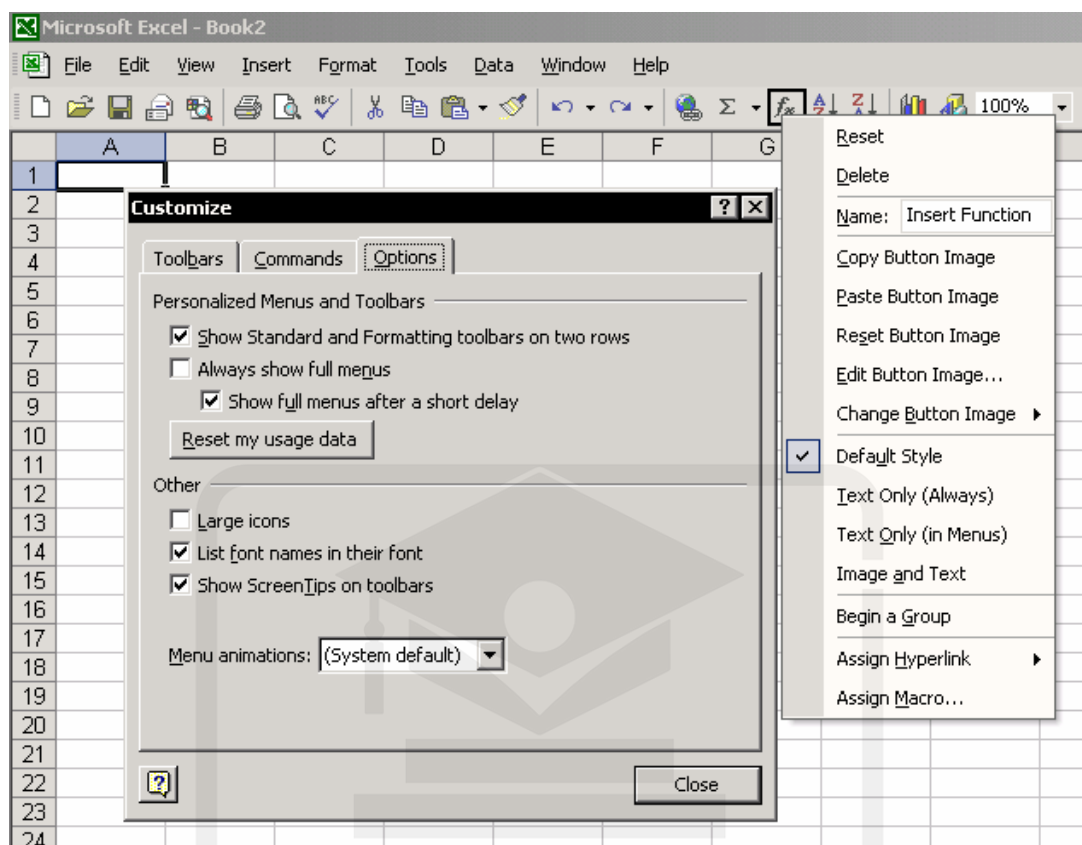 Microsoft Excel - Book2
File Edit View Insert Format Tools Data Window Help
ABC Σ fx A Z Z A 100%
A B C D E F G
1
2
3
4
5
6
7
8
9
10
11
12
13
14
15
16
17
18
19
20
21
22
23
24
Customize
Toolbars Commands Options
Personalized Menus and Toolbars
Show Standard and Formatting toolbars on two rows
Always show full menus
Show full menus after a short delay
Reset my usage data
Other
Large icons
List font names in their font
Show ScreenTips on toolbars
Menu animations: (System default)
Close
Reset
Delete
Name: Insert Function
Copy Button Image
Paste Button Image
Reset Button Image
Edit Button Image...
Change Button Image
Default Style
Text Only (Always)
Text Only (in Menus)
Image and Text
Begin a Group
Assign Hyperlink
Assign Macro...